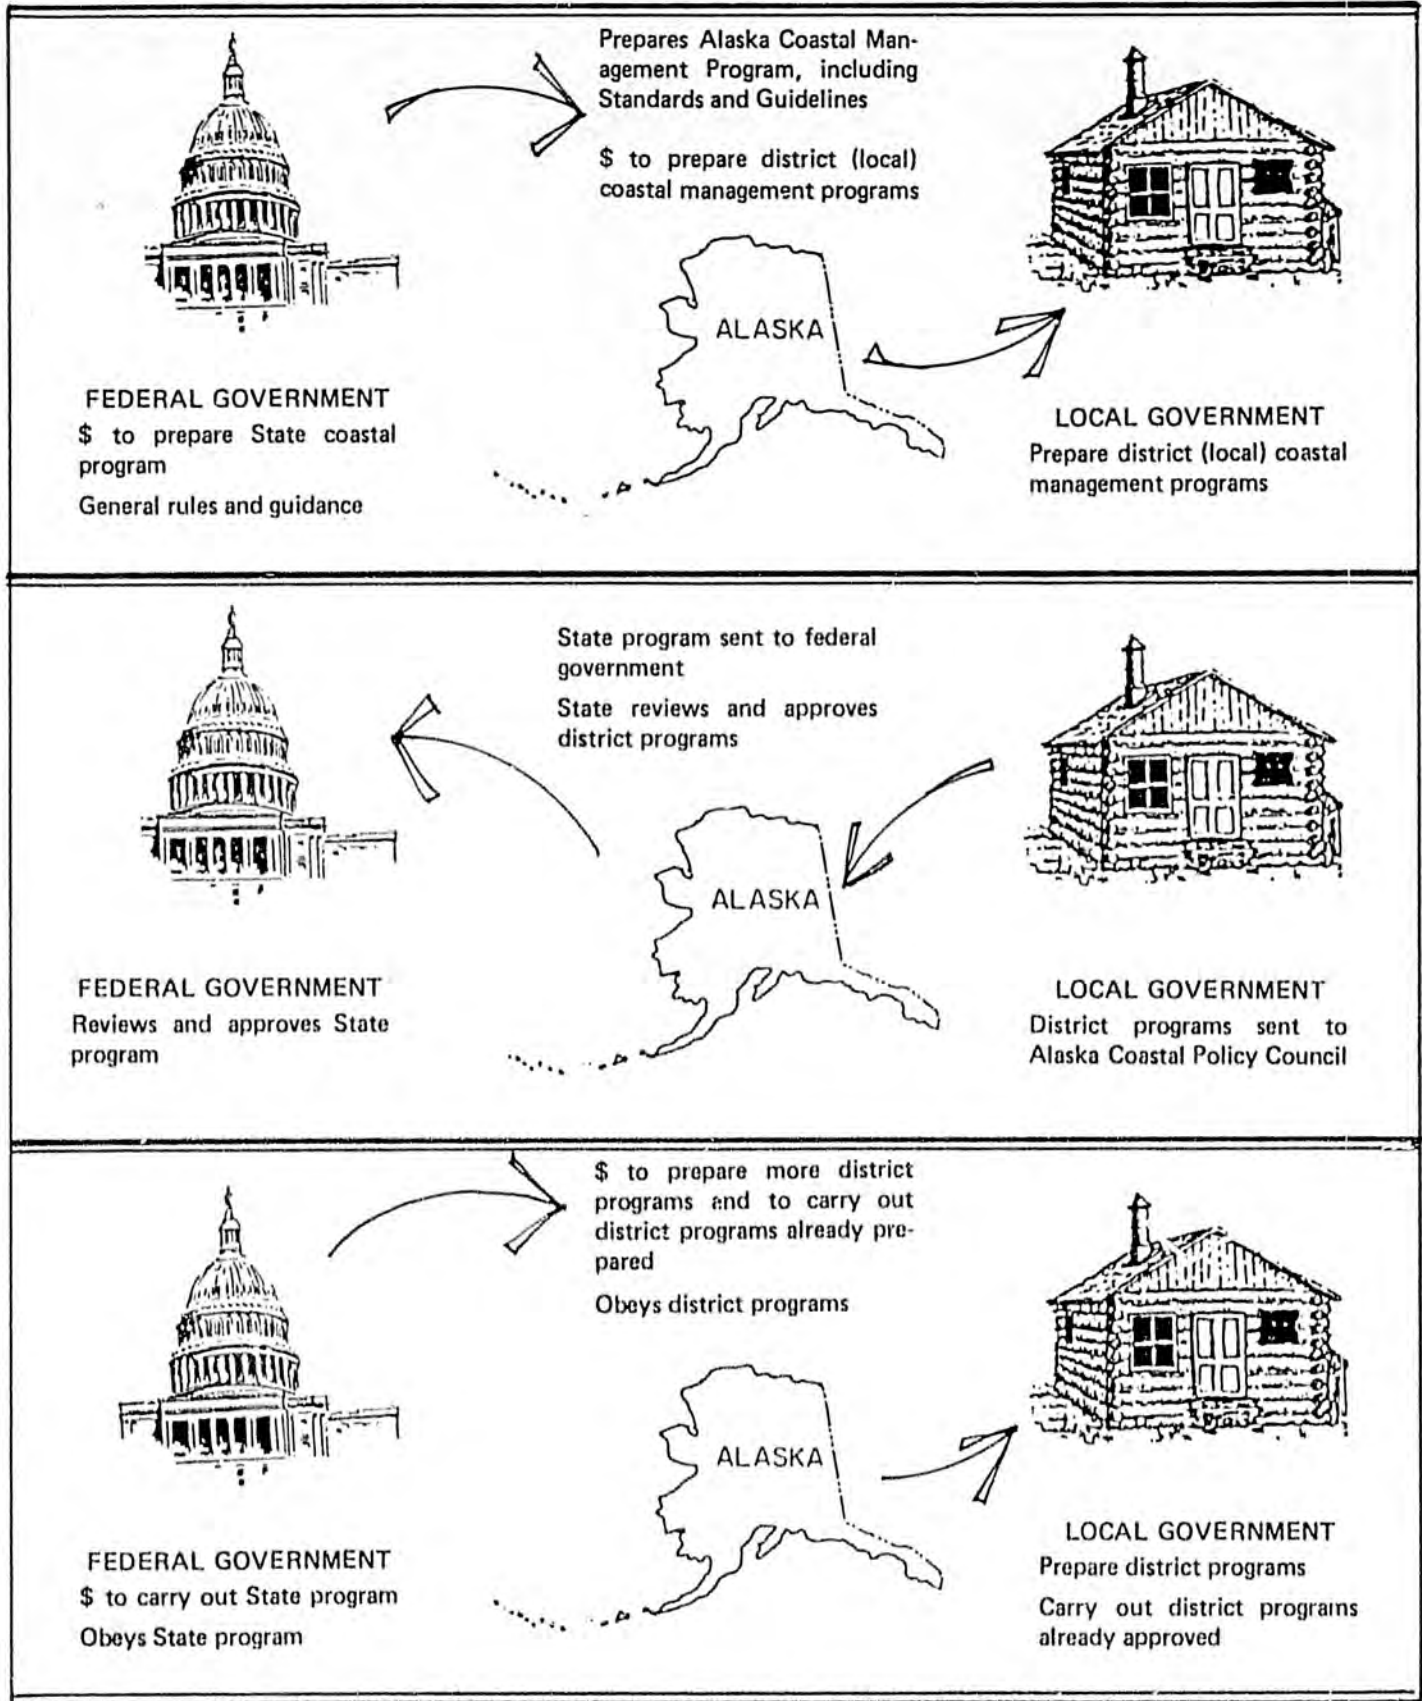 Prepares Alaska Coastal Man-
agement Program, including
Standards and Guidelines
$ to prepare district (local)
coastal management programs
ALASKA
FEDERAL GOVERNMENT
$ to prepare State coastal
program
General rules and guidance
LOCAL GOVERNMENT
Prepare district (local) coastal
management programs
State program sent to federal
government
State reviews and approves
district programs
ALASKA
FEDERAL GOVERNMENT
Reviews and approves State
program
LOCAL GOVERNMENT
District programs sent to
Alaska Coastal Policy Council
$ to prepare more district
programs and to carry out
district programs already pre-
pared
Obeys district programs
ALASKA
FEDERAL GOVERNMENT
$ to carry out State program
Obeys State program
LOCAL GOVERNMENT
Prepare district programs
Carry out district programs
already approved